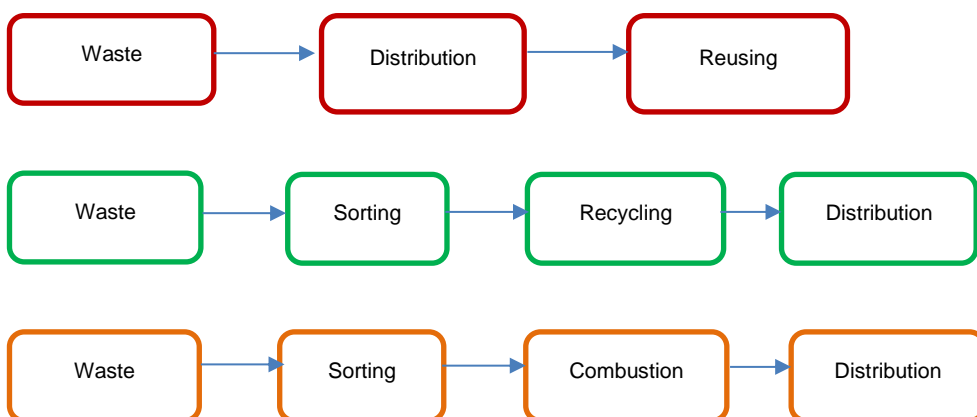 Waste Distribution Reusing
Waste Sorting Recycling Distribution
Waste Sorting Combustion Distribution